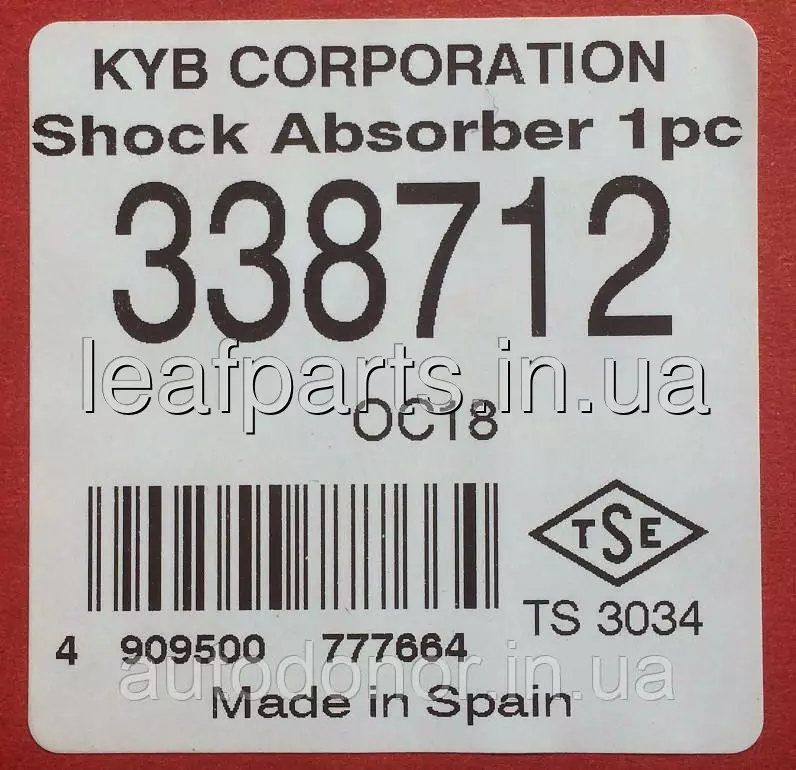 KYB CORPORATION
Shock Absorber 1pc
338712
leafparts.in.ua
OC18
TSE
TS 3034
4 909500 777664
autodonor.in.ua
Made in Spain